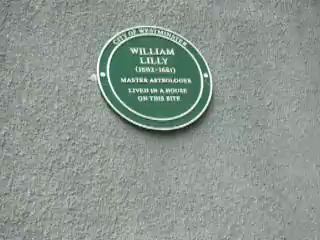 CITY OF WESTMINSTER
WILLIAM
LILLY
(1602-1681)
MASTER ASTROLOGER
LIVED IN A HOUSE
ON THIS SITE